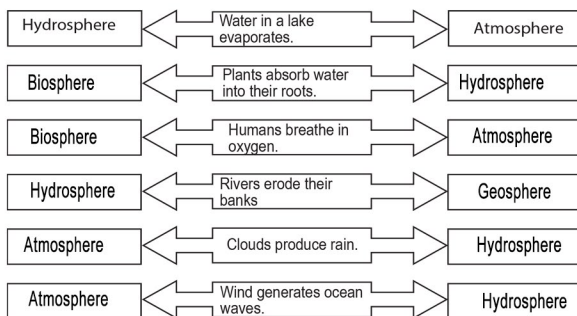 Hydrosphere
Water in a lake
evaporates.
Atmosphere
Biosphere
Plants absorb water
into their roots.
Hydrosphere
Biosphere
Humans breathe in
oxygen.
Atmosphere
Hydrosphere
Rivers erode their
banks
Geosphere
Atmosphere
Clouds produce rain.
Hydrosphere
Atmosphere
Wind generates ocean
waves.
Hydrosphere